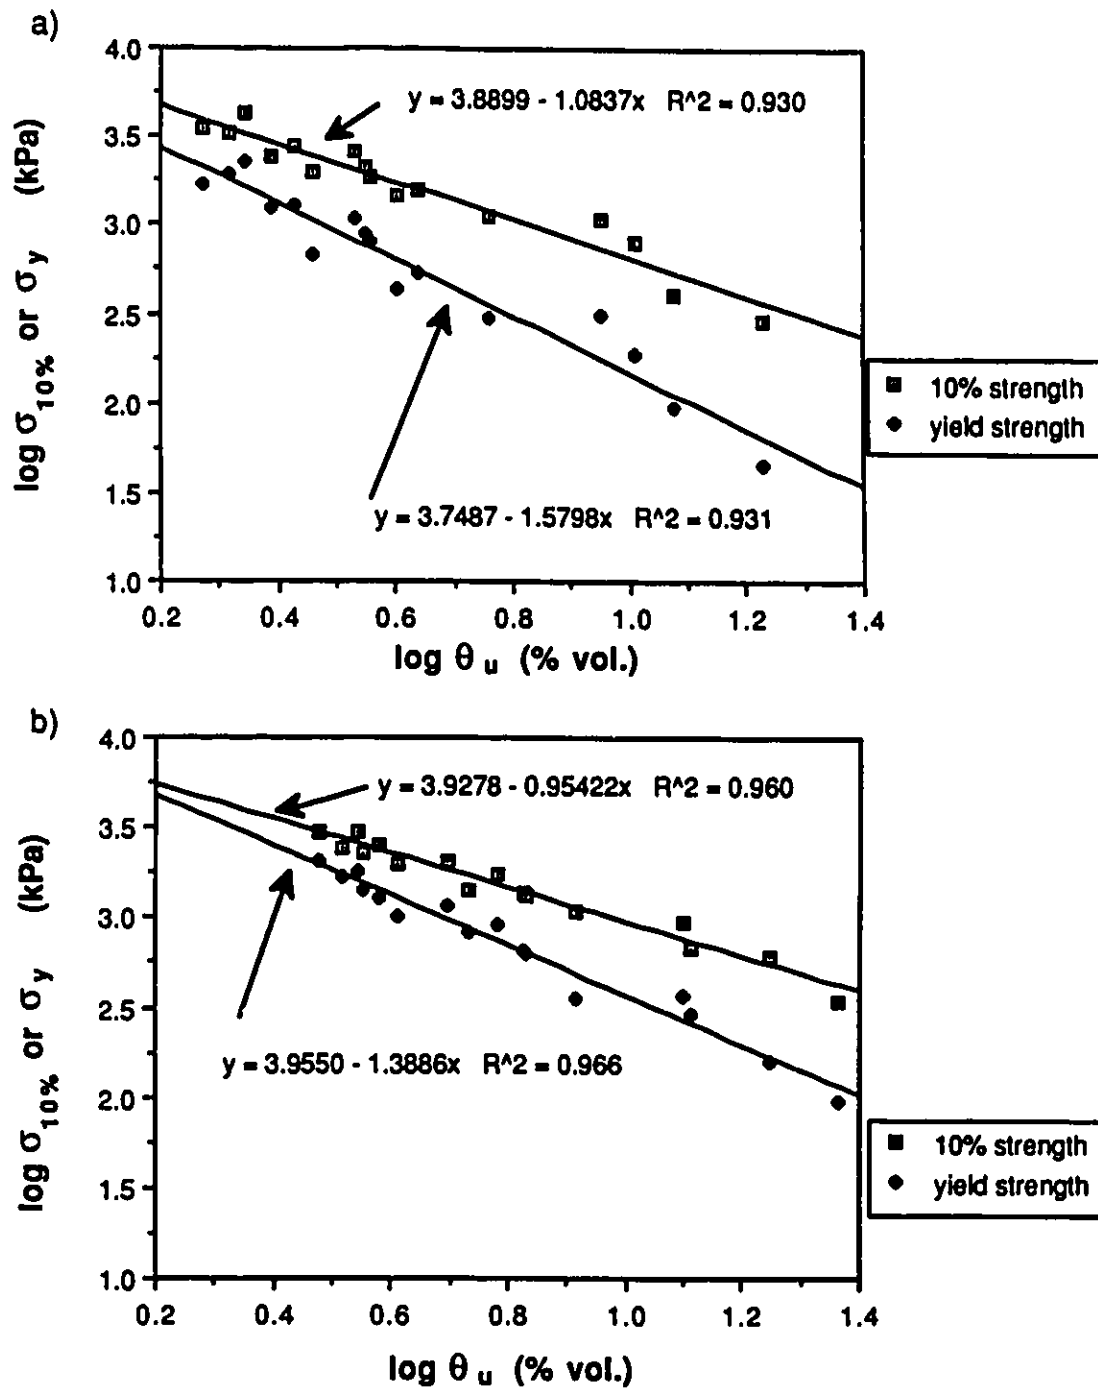 a)
4.0
3.5
3.0
2.5
2.0
1.5
1.0
log σ10% or σy (kPa)
y = 3.8899 - 1.0837x R^2 = 0.930
y = 3.7487 - 1.5798x R^2 = 0.931
10% strength
yield strength
0.2 0.4 0.6 0.8 1.0 1.2 1.4
log θu (% vol.)
b)
4.0
3.5
3.0
2.5
2.0
1.5
1.0
log σ10% or σy (kPa)
y = 3.9278 - 0.95422x R^2 = 0.960
y = 3.9550 - 1.3886x R^2 = 0.966
10% strength
yield strength
0.2 0.4 0.6 0.8 1.0 1.2 1.4
log θu (% vol.)